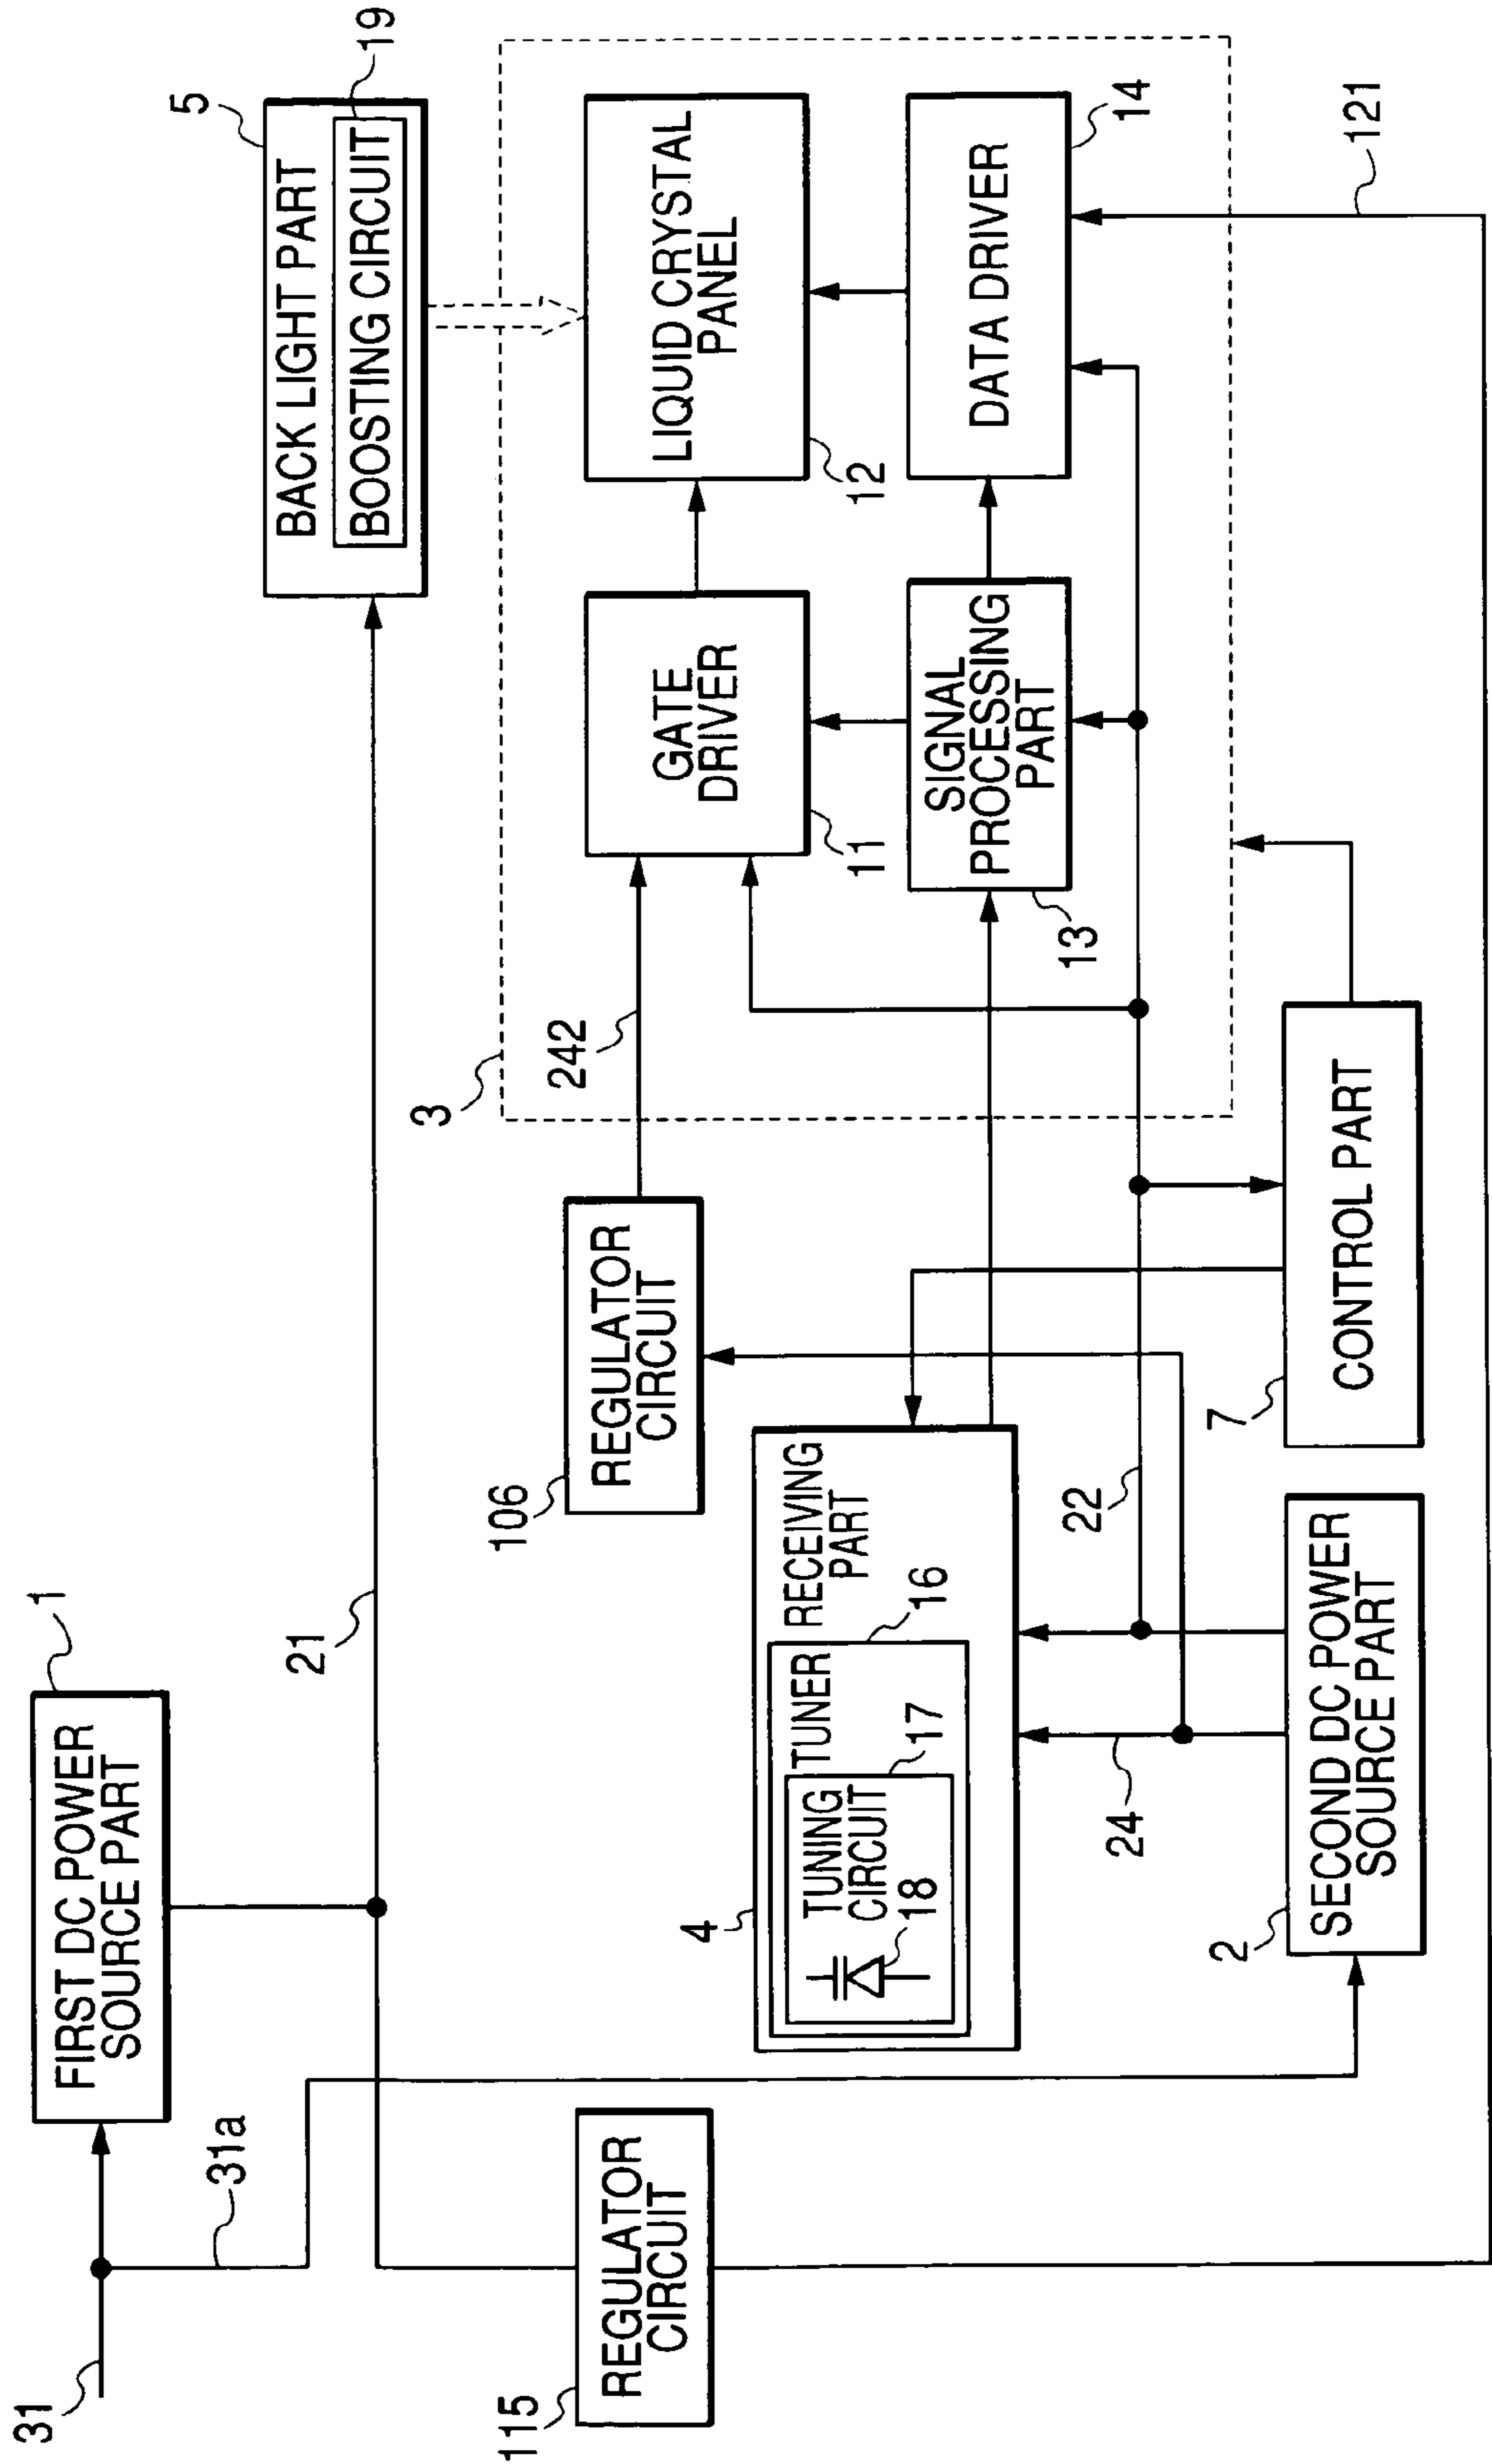 31
31a
1
FIRST DC POWER
SOURCE PART
21
5
BACK LIGHT PART
BOOSTING CIRCUIT
19
115
REGULATOR
CIRCUIT
106
REGULATOR
CIRCUIT
242
3
GATE
DRIVER
11
LIQUID CRYSTAL
PANEL
12
4
RECEIVING
PART
TUNER
16
TUNING
CIRCUIT
17
18
SIGNAL
PROCESSING
PART
13
DATA DRIVER
14
24
22
121
2
SECOND DC POWER
SOURCE PART
7
CONTROL PART